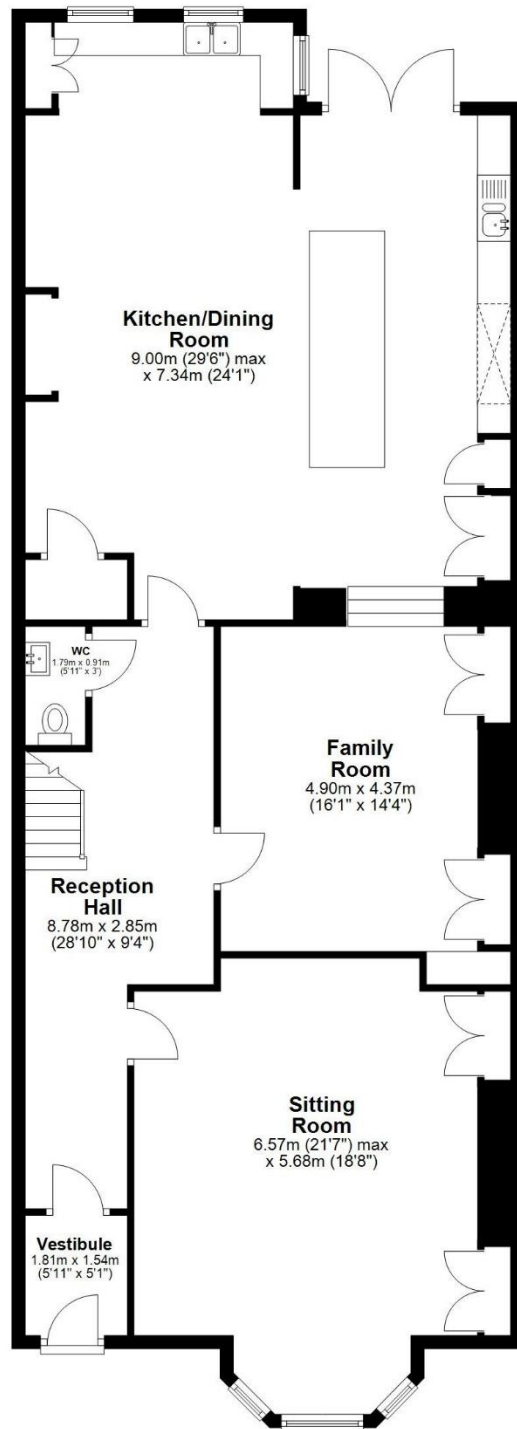 Kitchen/Dining
Room
9.00m (29'6") max
x 7.34m (24'1")
WC
1.79m x 0.91m
(5'11" x 3')
Family
Room
4.90m x 4.37m
(16'1" x 14'4")
Reception
Hall
8.78m x 2.85m
(28'10" x 9'4")
Sitting
Room
6.57m (21'7") max
x 5.68m (18'8")
Vestibule
1.81m x 1.54m
(5'11" x 5'1")